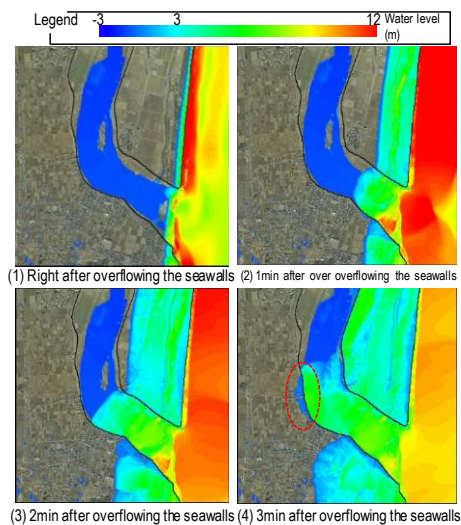 Legend -3 3 12 Water level
(m)
(1) Right after overflowing the seawalls (2) 1min after over overflowing the seawalls
(3) 2min after overflowing the seawalls (4) 3min after overflowing the seawalls